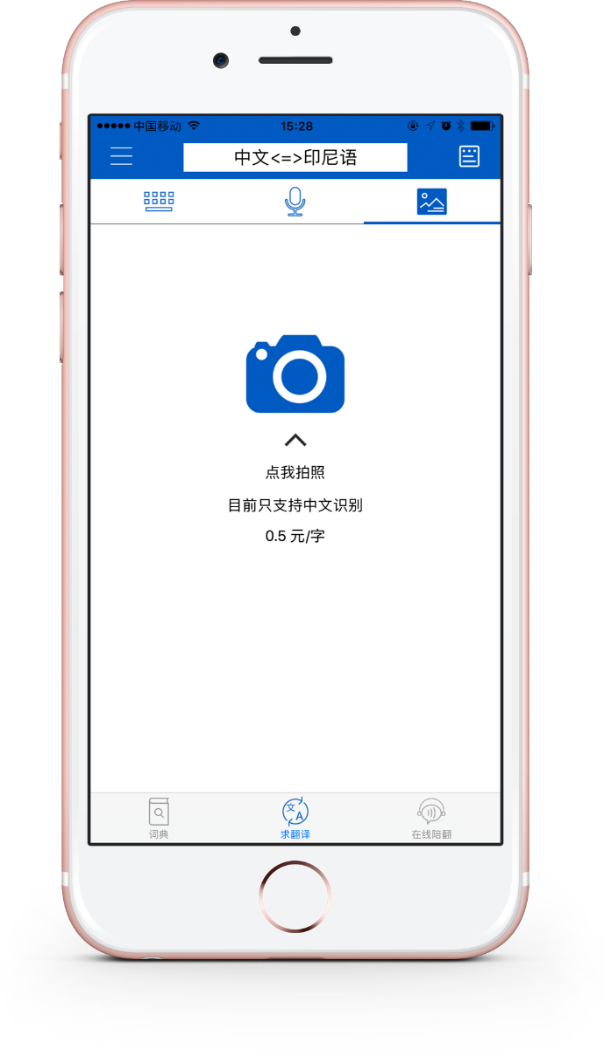 中国移动 15:28
中文<=>印尼语
点我拍照
目前只支持中文识别
0.5 元/字
词典 求翻译 在线陪翻